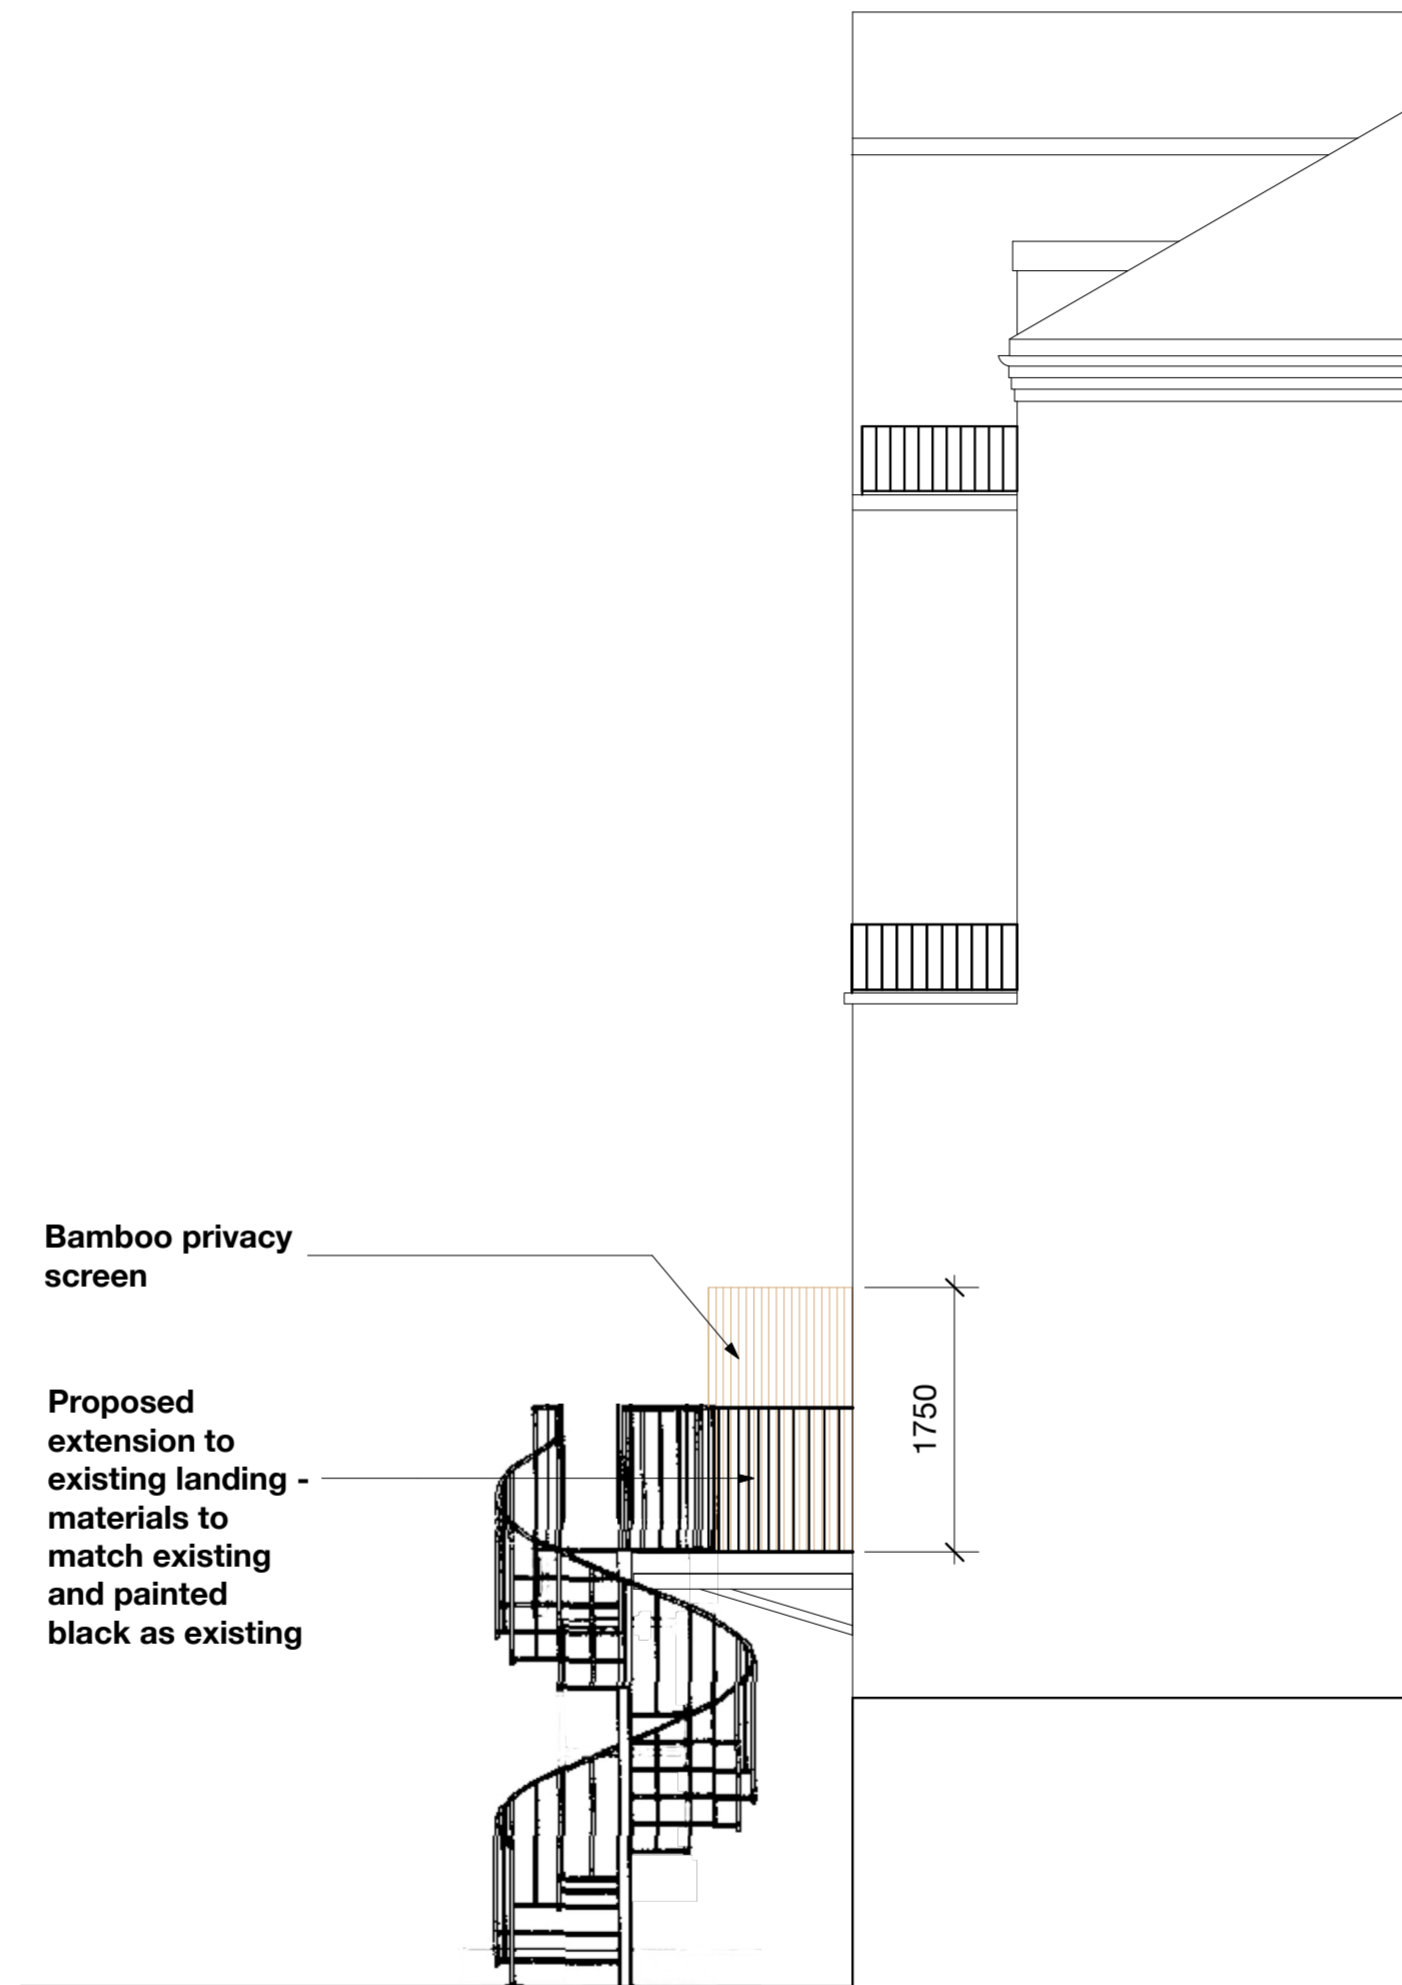 Bamboo privacy
screen
Proposed
extension to
existing landing -
materials to
match existing
and painted
black as existing
1750